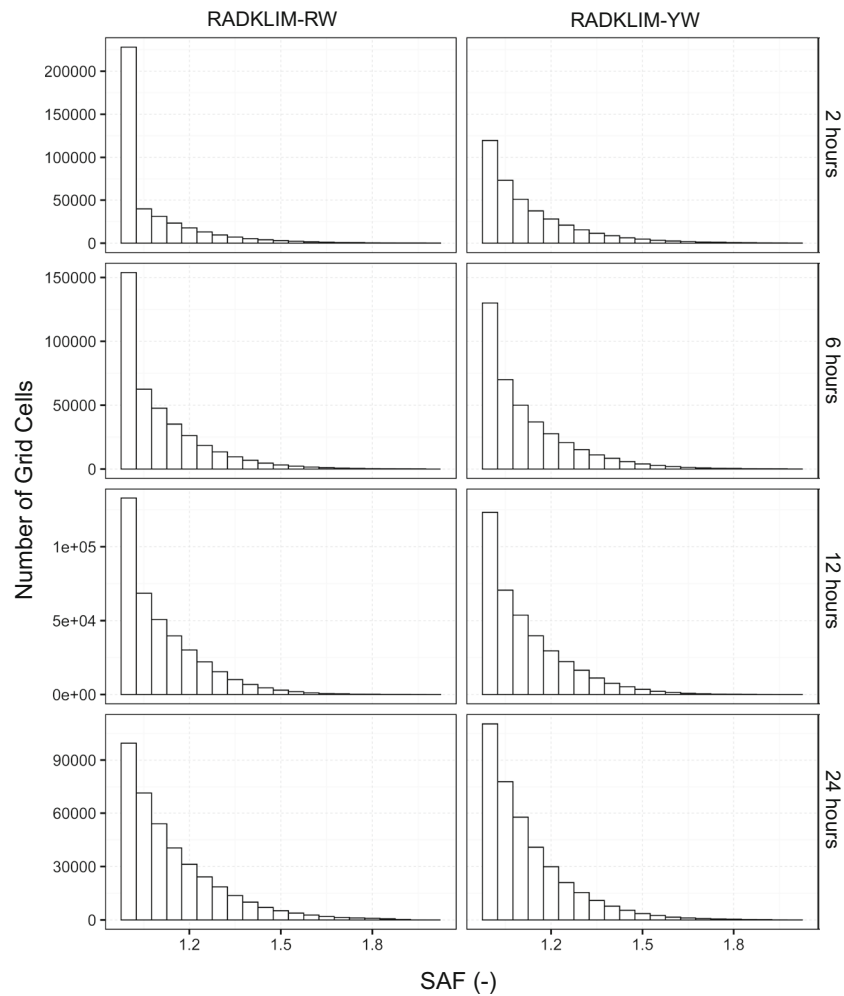 RADKLIM-RW RADKLIM-YW
200000
150000
100000
50000
0
2 hours
150000
100000
50000
0
6 hours
1e+05
5e+04
0e+00
12 hours
90000
60000
30000
0
24 hours
1.2 1.5 1.8 1.2 1.5 1.8
Number of Grid Cells
SAF (-)